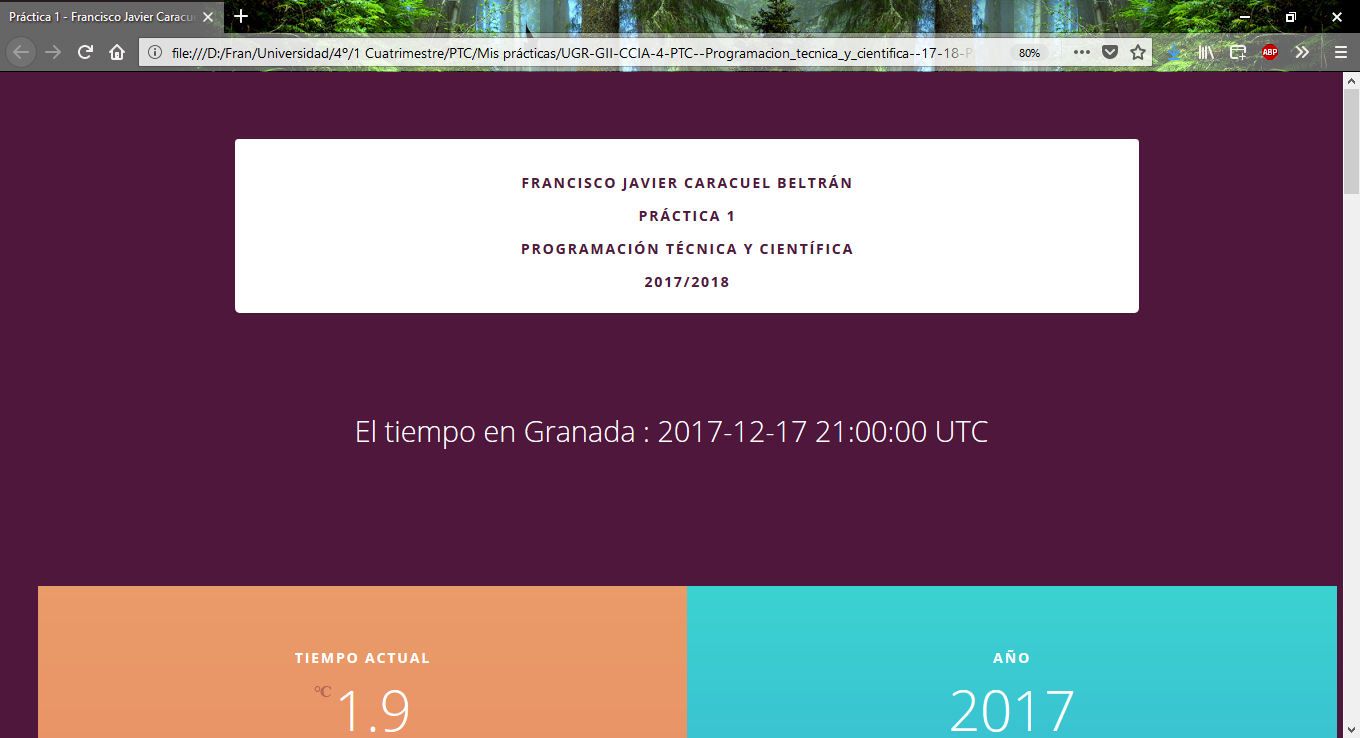 Práctica 1 - Francisco Javier Caracu
file:///D:/Fran/Universidad/4º/1 Cuatrimestre/PTC/Mis prácticas/UGR-GII-CCIA-4-PTC--Programacion_tecnica_y_cientifica--17-18-P
80%
ABP
FRANCISCO JAVIER CARACUEL BELTRÁN
PRÁCTICA 1
PROGRAMACIÓN TÉCNICA Y CIENTÍFICA
2017/2018
El tiempo en Granada : 2017-12-17 21:00:00 UTC
TIEMPO ACTUAL
AÑO
℃ 1.9
2017